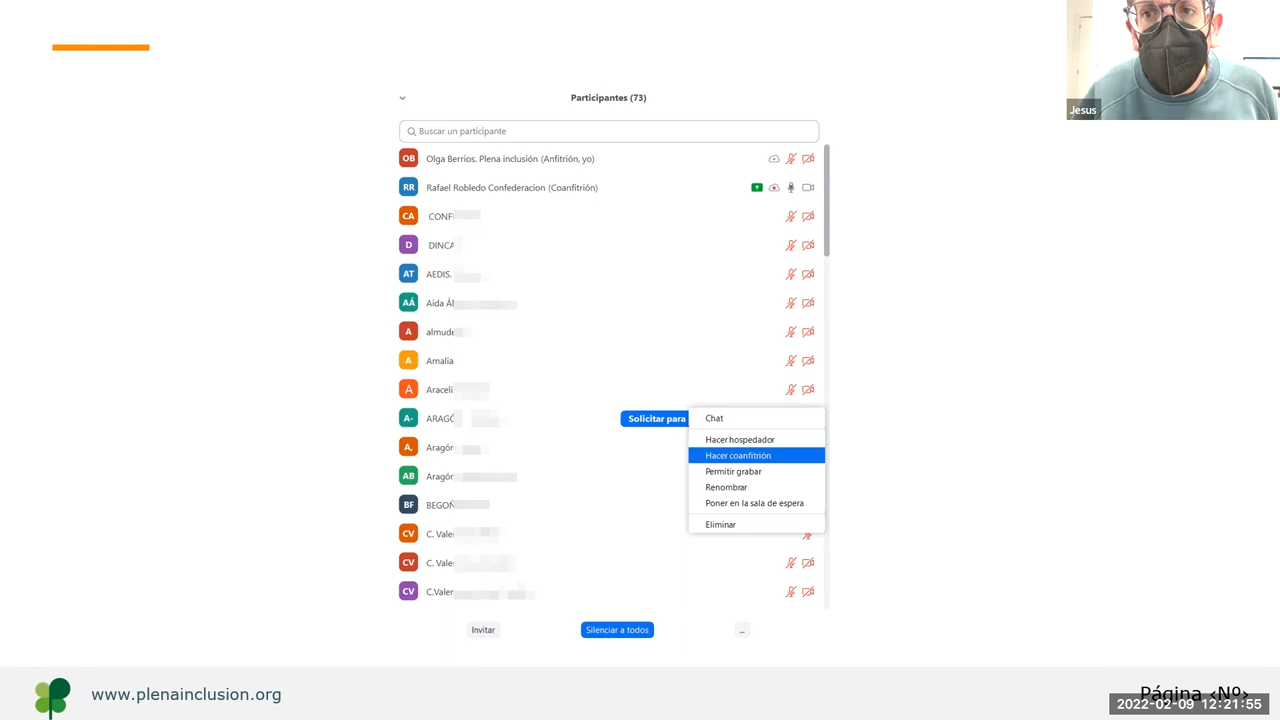 Jesus
Participantes (73)
Buscar un participante
OB Olga Berrios. Plena inclusión (Anfitrión, yo)
RR Rafael Robledo Confederacion (Coanfitrión)
CA CONF
D DINCA
AT AEDIS.
AÁ Aida Ál
A almude
A Amalia
A Araceli
A- ARAGÓ
Solicitar para
Chat
Hacer hospedador
Hacer coanfitrión
Permitir grabar
Renombrar
Poner en la sala de espera
Eliminar
A, Aragór
AB Aragór
BF BEGOÑ
CV C. Vale
CV C. Vale
CV C.Valer
Invitar
Silenciar a todos
...
www.plenainclusion.org
Página ‹Nº›
2022-02-09 12:21:55